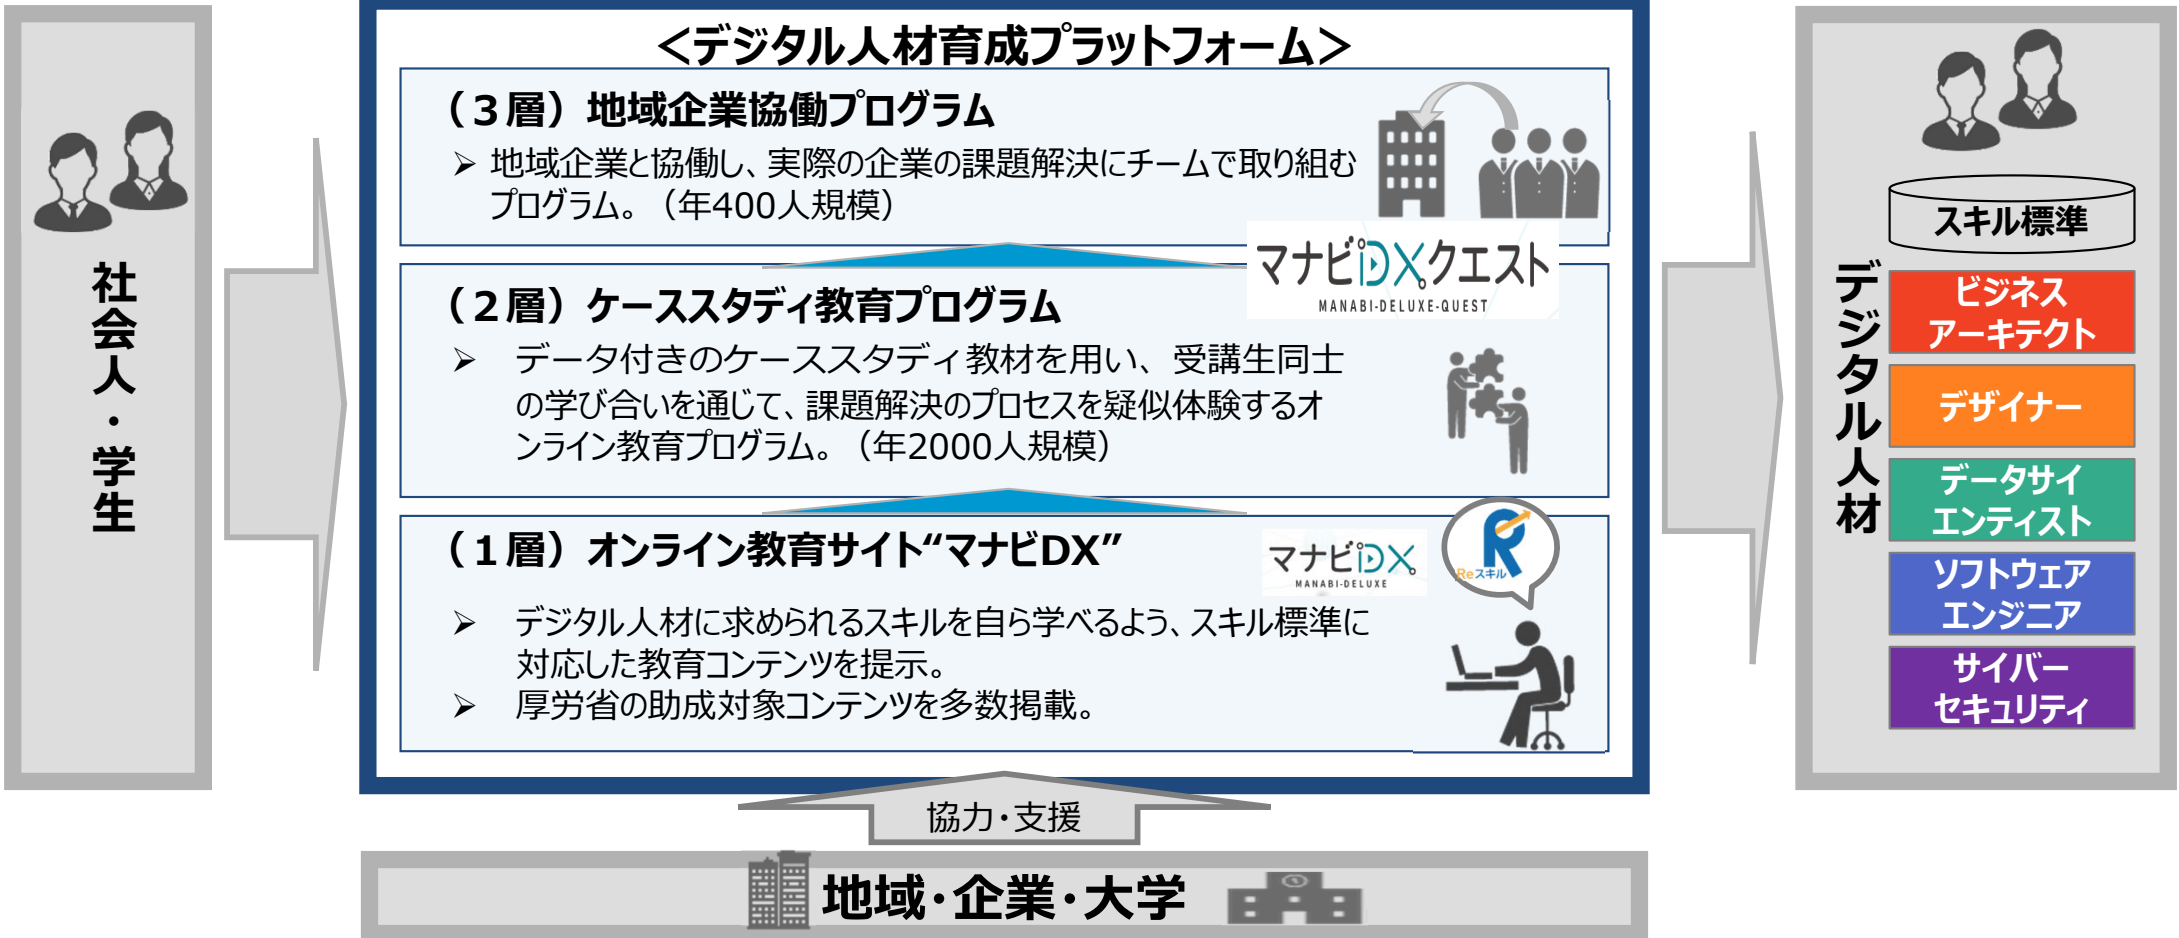 社会人・学生
＜デジタル人材育成プラットフォーム＞
（３層）地域企業協働プログラム
➢ 地域企業と協働し、実際の企業の課題解決にチームで取り組む
プログラム。（年400人規模）
マナビDXクエスト
MANABI-DELUXE-QUEST
（２層）ケーススタディ教育プログラム
➢ データ付きのケーススタディ教材を用い、受講生同士
の学び合いを通じて、課題解決のプロセスを疑似体験するオ
ンライン教育プログラム。（年2000人規模）
（１層）オンライン教育サイト“マナビDX”
マナビDX
MANABI-DELUXE
Reスキル
➢ デジタル人材に求められるスキルを自ら学べるよう、スキル標準に
対応した教育コンテンツを提示。
➢ 厚労省の助成対象コンテンツを多数掲載。
協力・支援
地域・企業・大学
デジタル人材
スキル標準
ビジネス
アーキテクト
デザイナー
データサイ
エンティスト
ソフトウェア
エンジニア
サイバー
セキュリティ